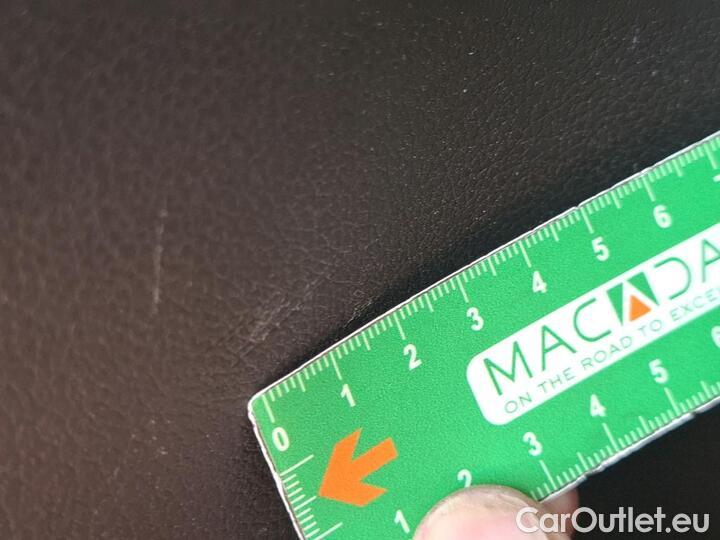 0 1 2 3 4 5 6
MACADA
ON THE ROAD TO EXCE
1 2 3 4 5 6
CarOutlet.eu